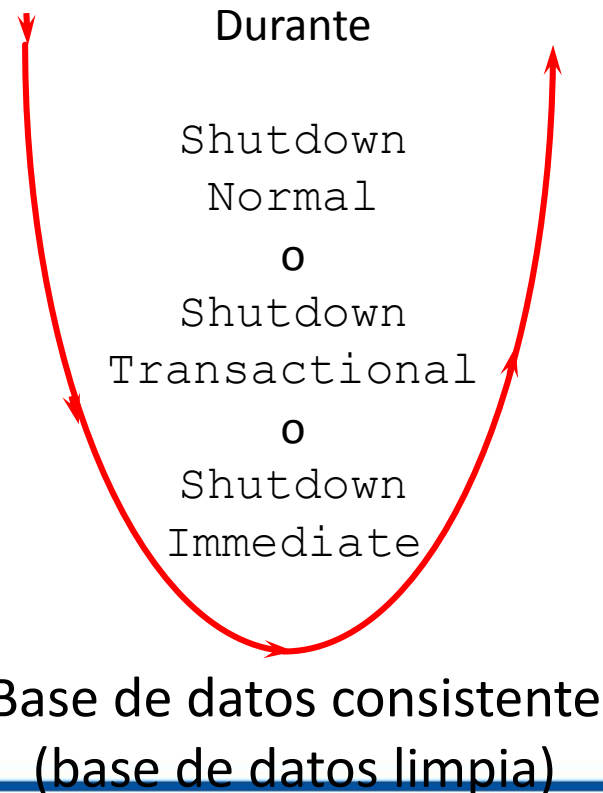 Durante
Shutdown
Normal
o
Shutdown
Transactional
o
Shutdown
Immediate
Base de datos consistente
(base de datos limpia)